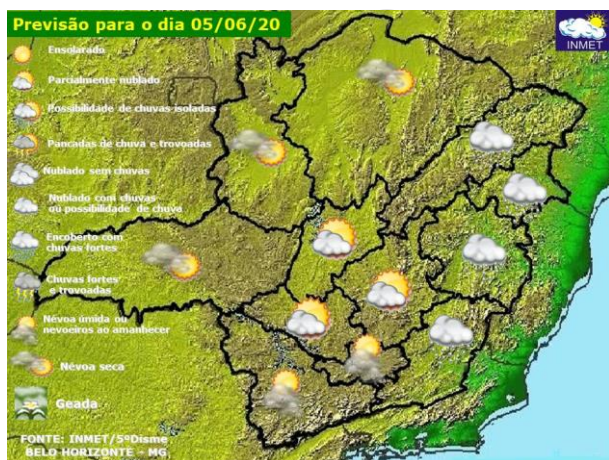 Previsão para o dia 05/06/20
INMET
Ensolarado
Parcialmente nublado
Possibilidade de chuvas isoladas
Pancadas de chuva e trovoadas
Nublado sem chuvas
Nublado com chuvas
ou possibilidade de chuva
Encoberto com
chuvas fortes
Chuvas fortes
e trovoadas
Névoa úmida ou
nevoeiros ao amanhecer
Névoa seca
Geada
FONTE: INMET/5ºDisme
BELO HORIZONTE - MG